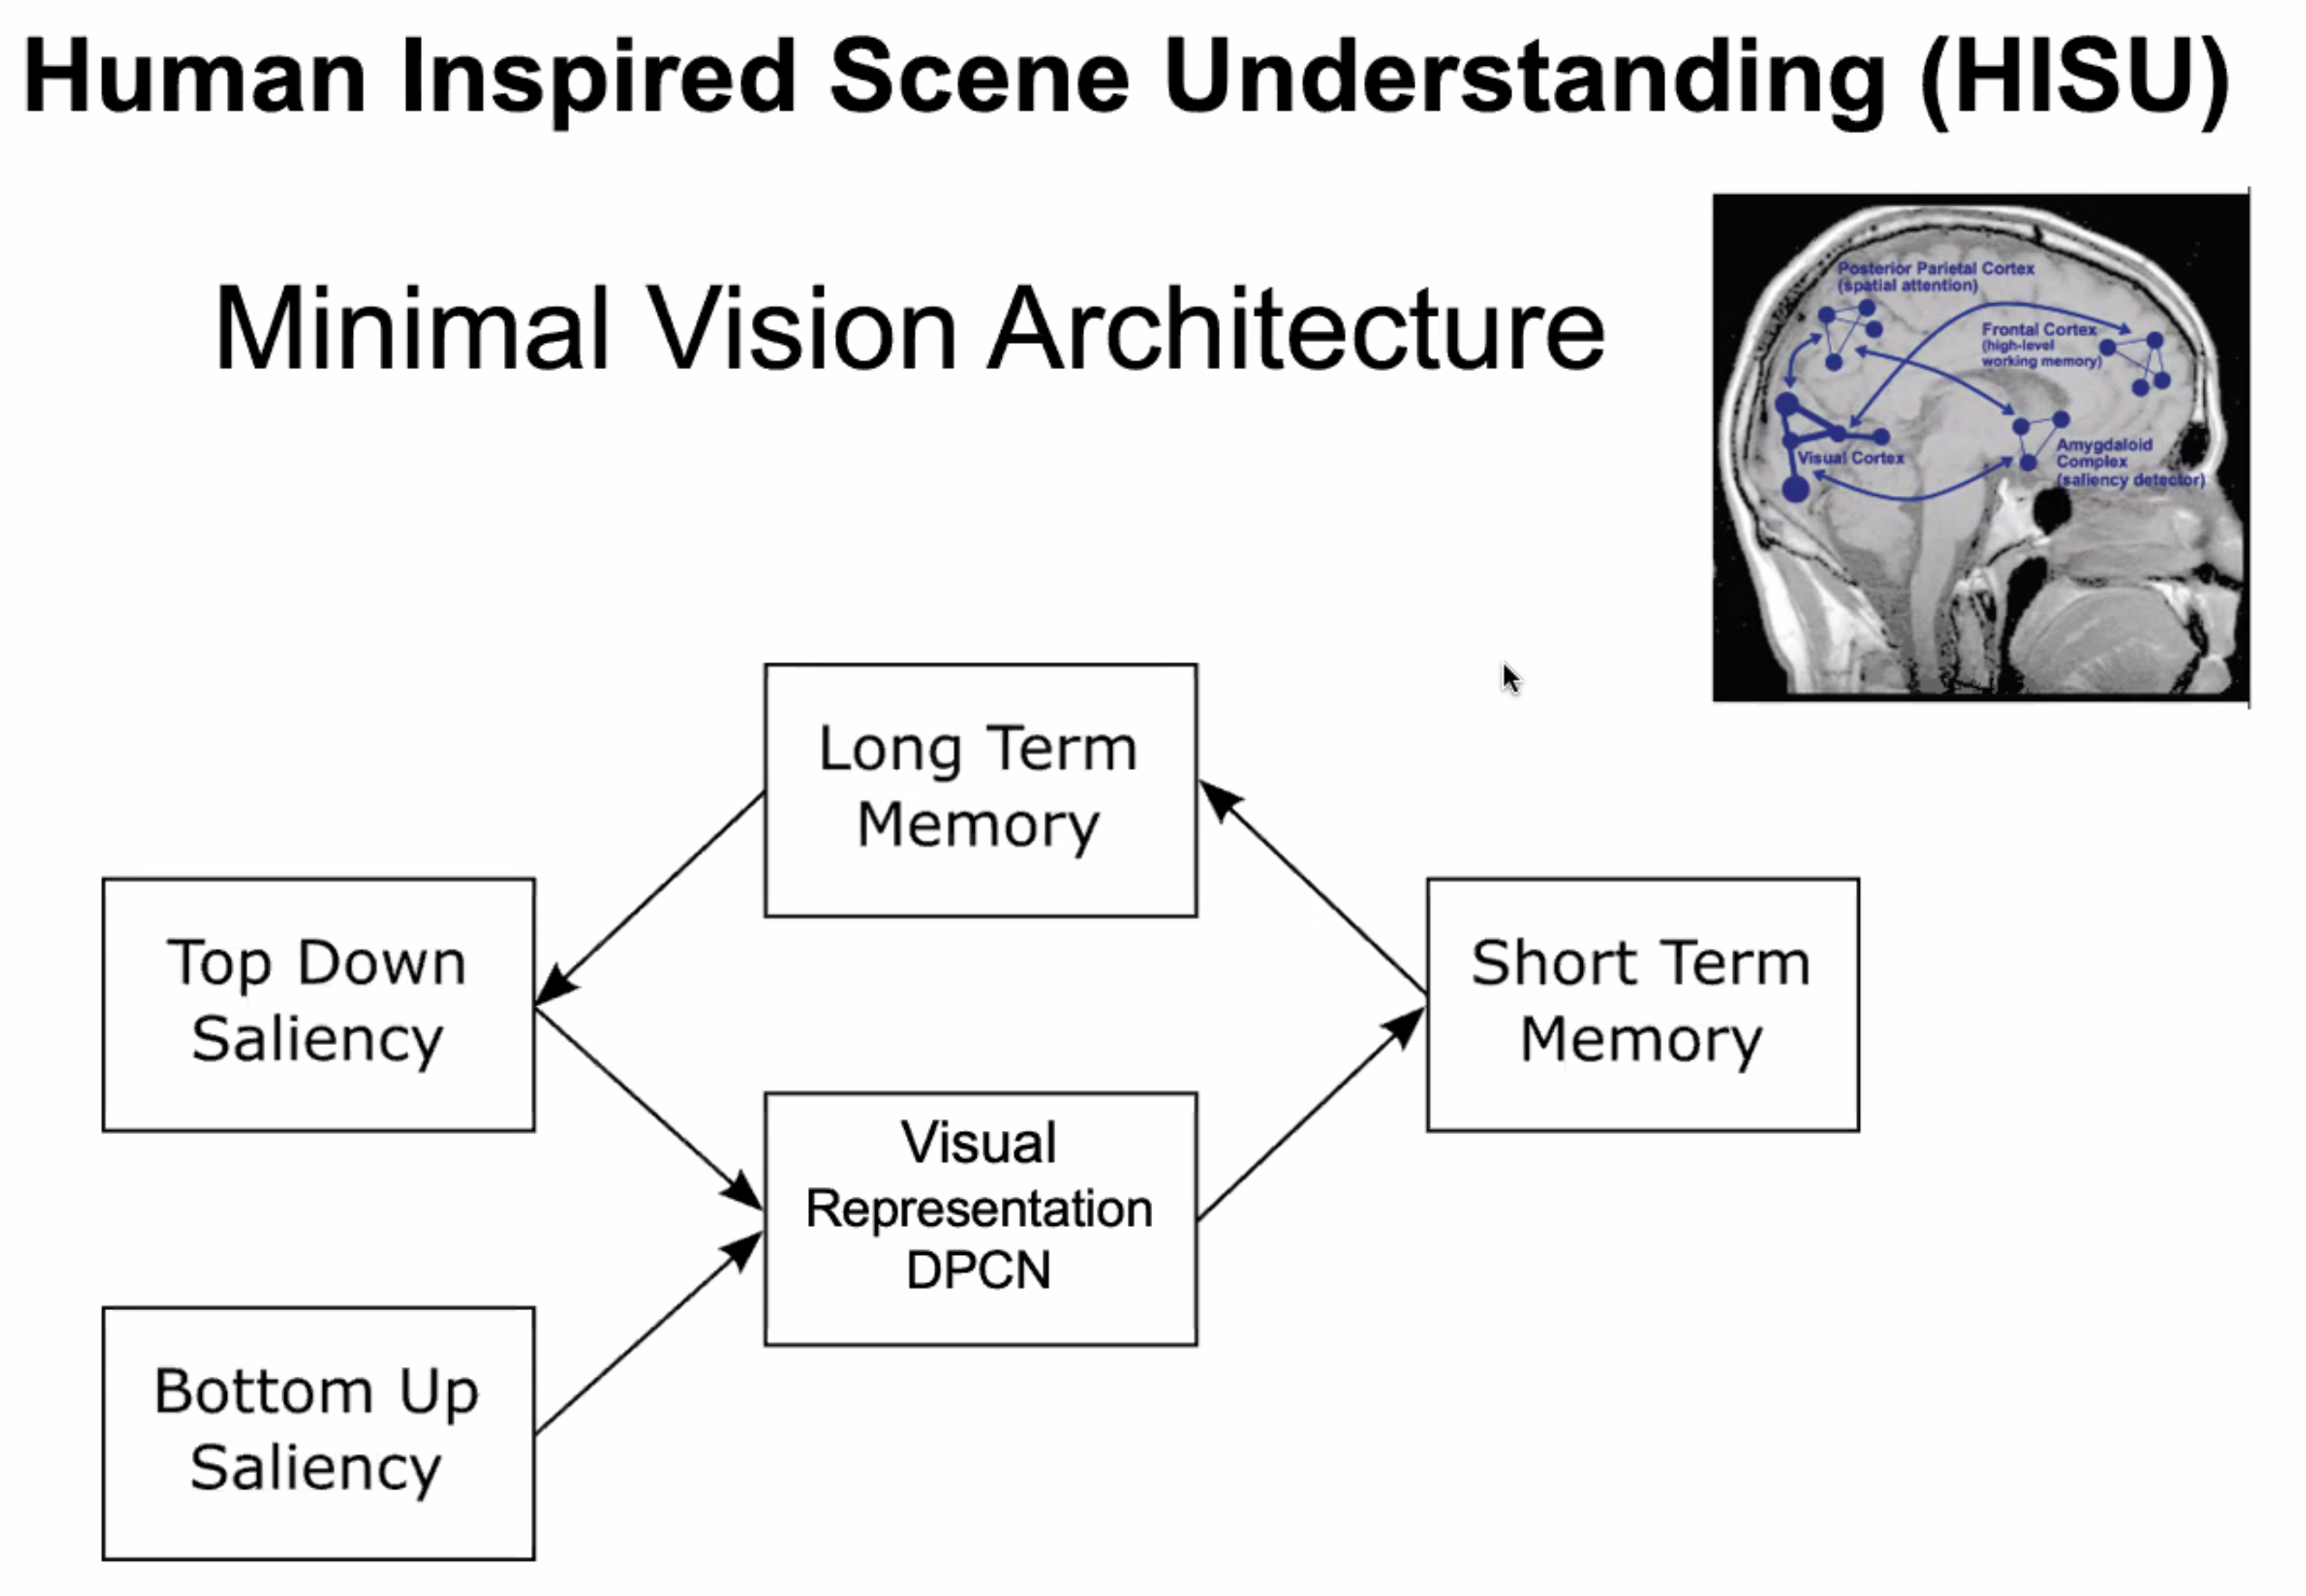 Human Inspired Scene Understanding (HISU)
Minimal Vision Architecture
Posterior Parietal Cortex
(spatial attention)
Frontal Cortex
(high-level
working memory)
Visual Cortex
Amygdaloid
Complex
(saliency detector)
Long Term
Memory
Top Down
Saliency
Short Term
Memory
Visual
Representation
DPCN
Bottom Up
Saliency